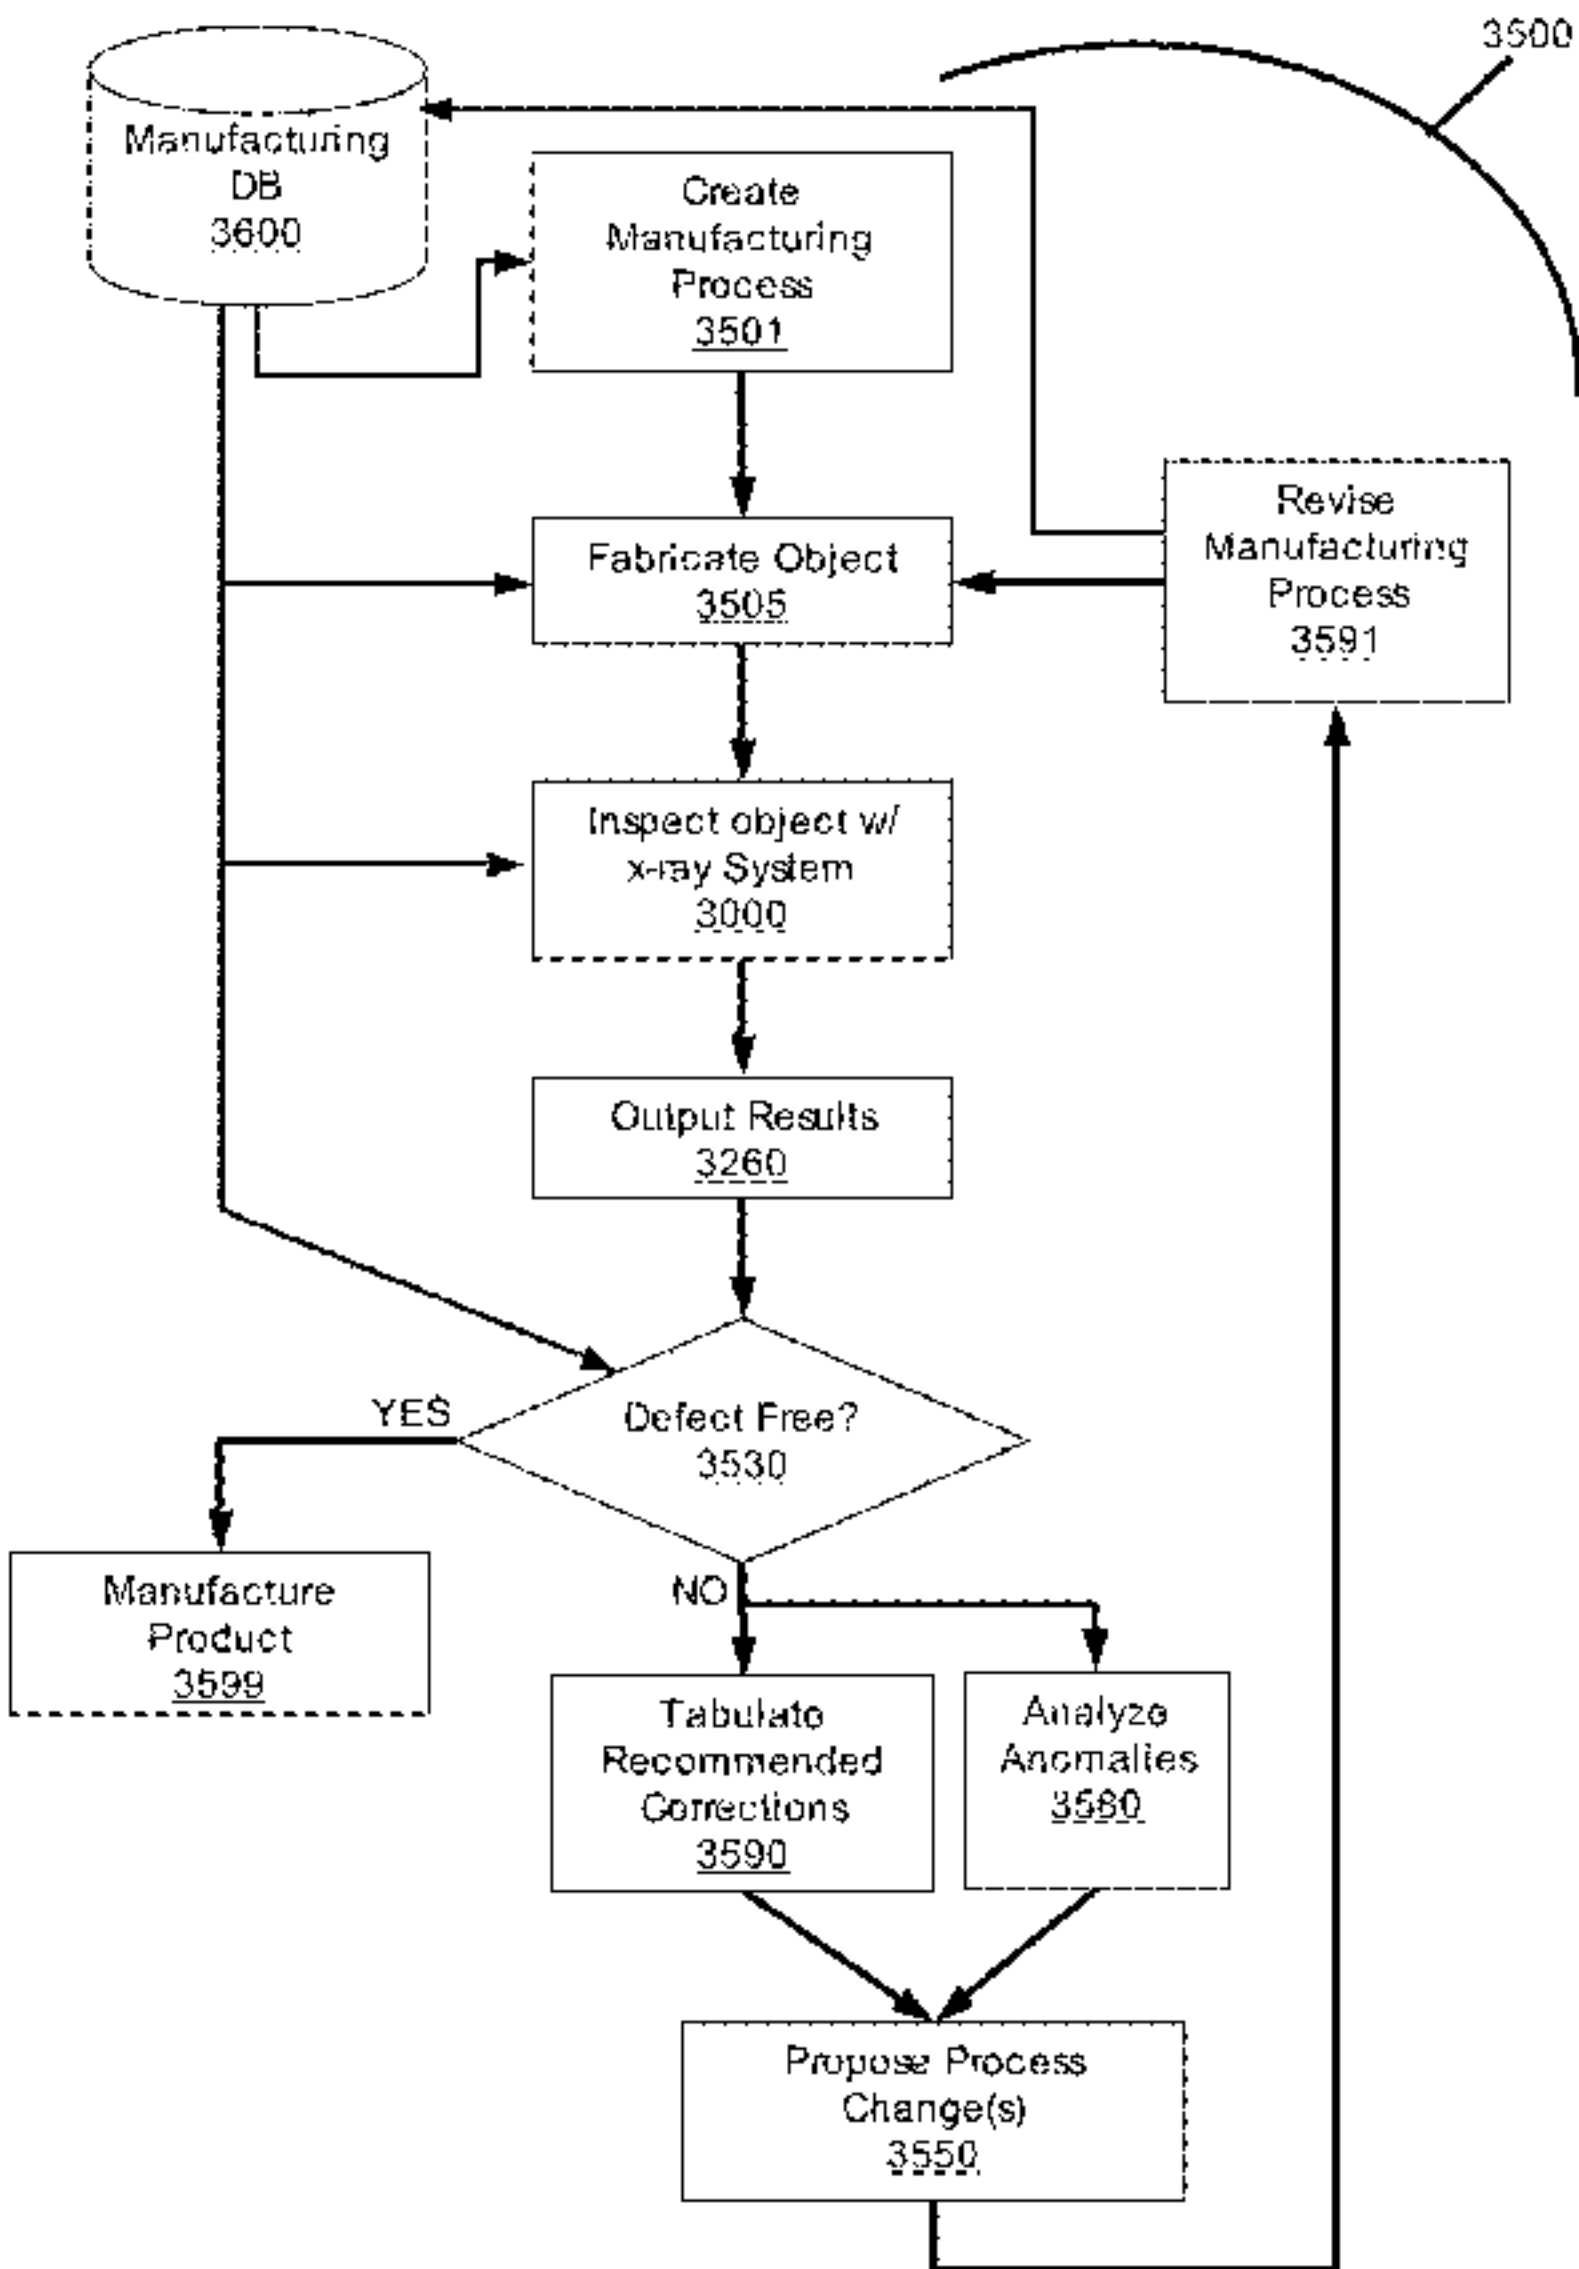 3500
Manufacturing
DB
3600
Create
Manufacturing
Process
3501
Revise
Manufacturing
Process
3591
Fabricate Object
3505
Inspect object w/
x-ray System
3000
Output Results
3260
Defect Free?
3530
YES
NO
Manufacture
Product
3599
Tabulate
Recommended
Corrections
3590
Analyze
Anomalies
3580
Propose Process
Change(s)
3550